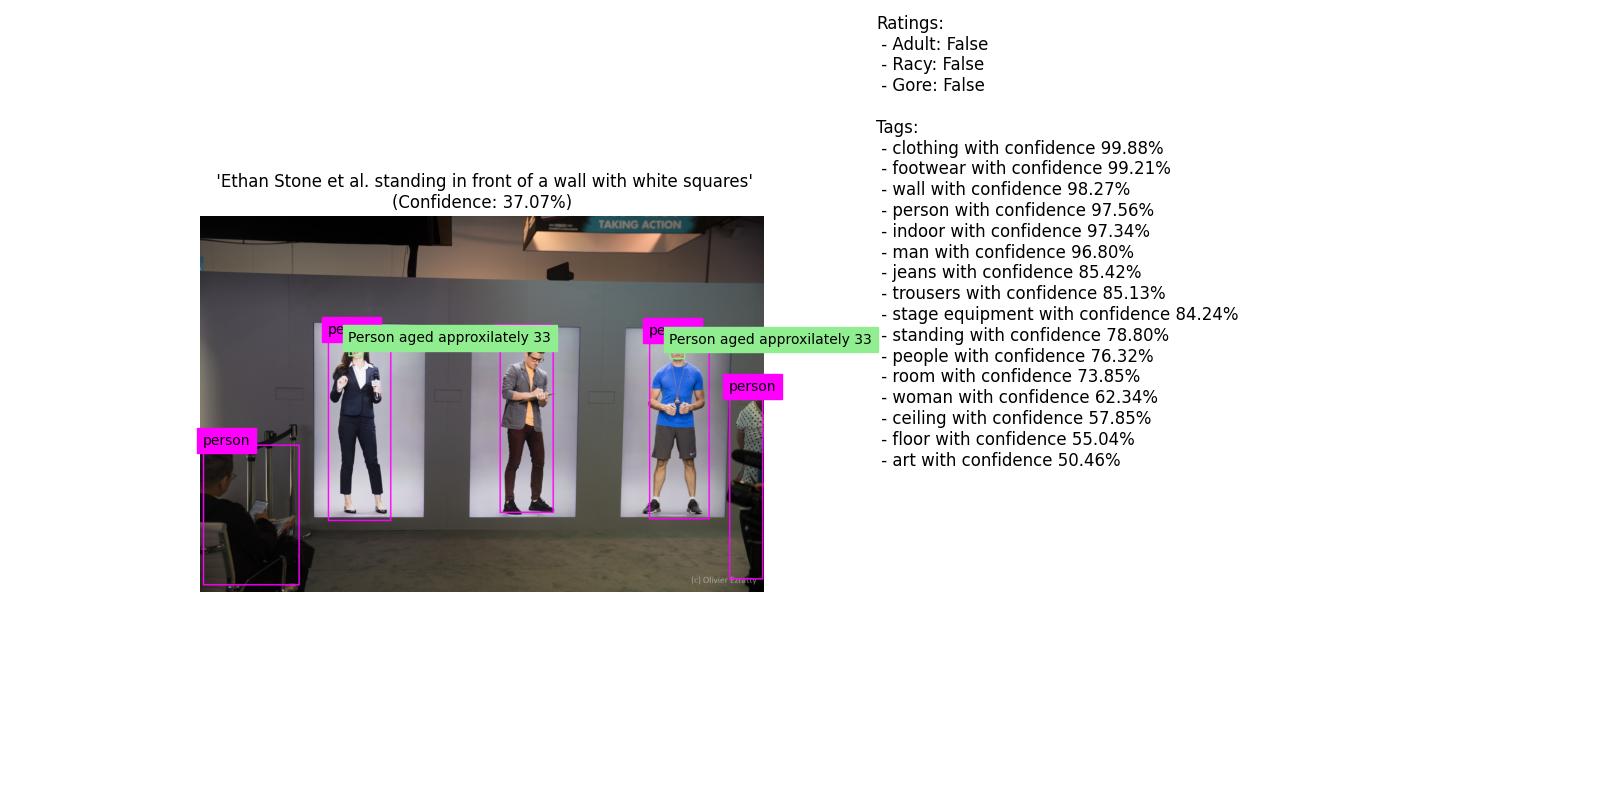 Ratings:
- Adult: False
- Racy: False
- Gore: False
Tags:
- clothing with confidence 99.88%
- footwear with confidence 99.21%
- wall with confidence 98.27%
- person with confidence 97.56%
- indoor with confidence 97.34%
- man with confidence 96.80%
- jeans with confidence 85.42%
- trousers with confidence 85.13%
- stage equipment with confidence 84.24%
- standing with confidence 78.80%
- people with confidence 76.32%
- room with confidence 73.85%
- woman with confidence 62.34%
- ceiling with confidence 57.85%
- floor with confidence 55.04%
- art with confidence 50.46%
'Ethan Stone et al. standing in front of a wall with white squares'
(Confidence: 37.07%)
TAKING ACTION
pe
Person aged approxilately 33
pe
Person aged approxilately 33
person
person
(c) Olivier Ezratty